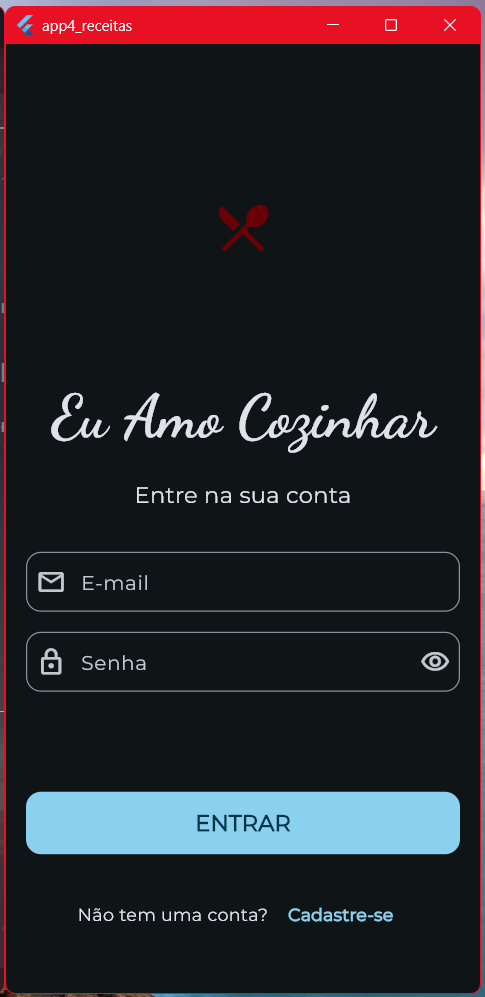 app4_receitas
Eu Amo Cozinhar
Entre na sua conta
E-mail
Senha
ENTRAR
Não tem uma conta? Cadastre-se